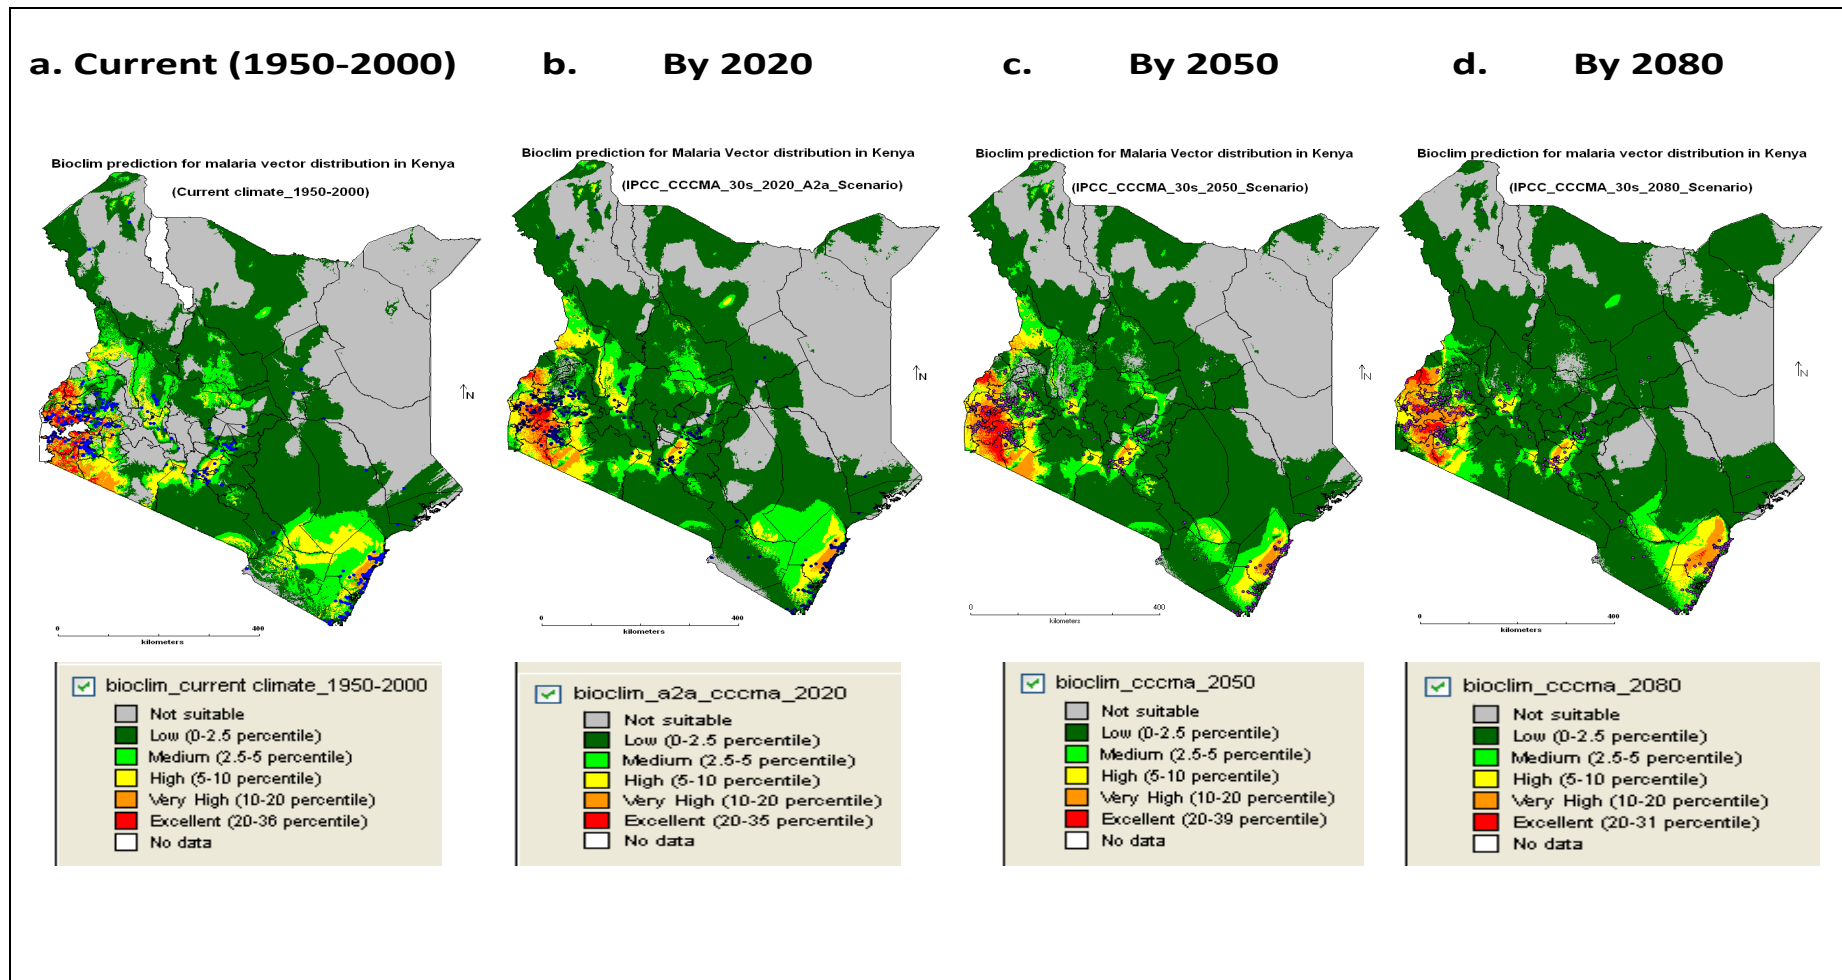 a. Current (1950-2000)
b. By 2020
c. By 2050
d. By 2080
Bioclim prediction for malaria vector distribution in Kenya
(Current climate_1950-2000)
N
0 400
kilometers
Bioclim prediction for Malaria Vector distribution in Kenya
(IPCC_CCCMA_30s_2020_A2a_Scenario)
N
0 400
kilometers
Bioclim prediction for Malaria Vector distribution in Kenya
(IPCC_CCCMA_30s_2050_Scenario)
N
0 400
kilometers
Bioclim prediction for malaria vector distribution in Kenya
(IPCC_CCCMA_30s_2080_Scenario)
N
0 400
kilometers
bioclim_current climate_1950-2000
Not suitable
Low (0-2.5 percentile)
Medium (2.5-5 percentile)
High (5-10 percentile)
Very High (10-20 percentile)
Excellent (20-36 percentile)
No data
bioclim_a2a_cccma_2020
Not suitable
Low (0-2.5 percentile)
Medium (2.5-5 percentile)
High (5-10 percentile)
Very High (10-20 percentile)
Excellent (20-35 percentile)
No data
bioclim_cccma_2050
Not suitable
Low (0-2.5 percentile)
Medium (2.5-5 percentile)
High (5-10 percentile)
Very High (10-20 percentile)
Excellent (20-39 percentile)
No data
bioclim_cccma_2080
Not suitable
Low (0-2.5 percentile)
Medium (2.5-5 percentile)
High (5-10 percentile)
Very High (10-20 percentile)
Excellent (20-31 percentile)
No data